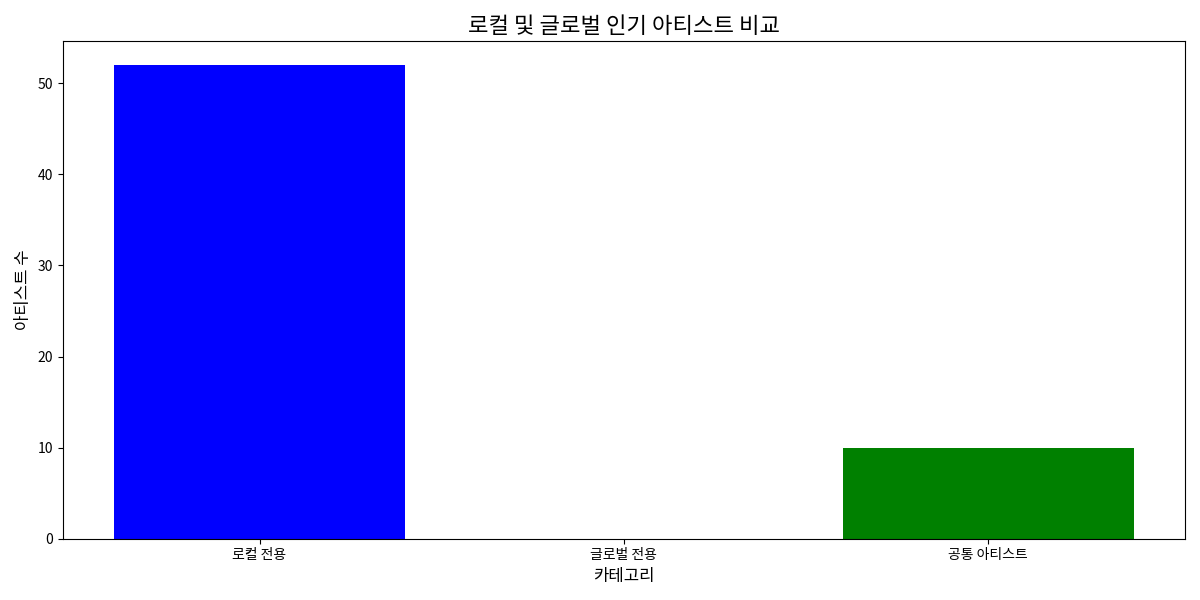 로컬 및 글로벌 인기 아티스트 비교
아티스트 수
50
40
30
20
10
0
로컬 전용
글로벌 전용
공통 아티스트
카테고리